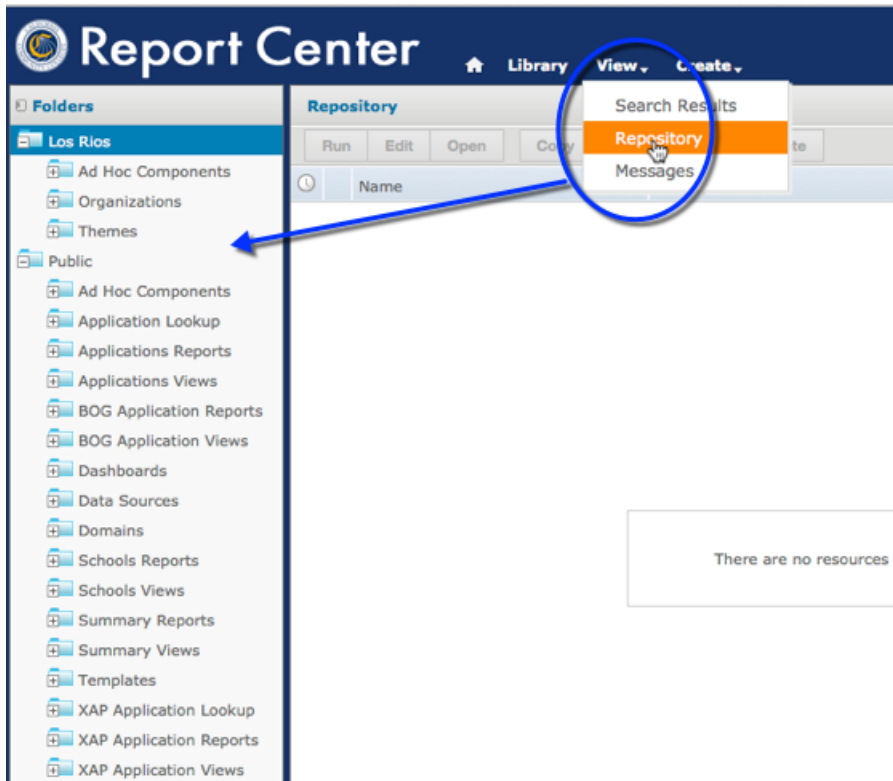 Report Center
Library View Create
Folders
Los Rios
Ad Hoc Components
Organizations
Themes
Public
Ad Hoc Components
Application Lookup
Applications Reports
Applications Views
BOG Application Reports
BOG Application Views
Dashboards
Data Sources
Domains
Schools Reports
Schools Views
Summary Reports
Summary Views
Templates
XAP Application Lookup
XAP Application Reports
XAP Application Views
Repository
Run Edit Open Copy
Name
Search Results
Repository
Messages
There are no resources